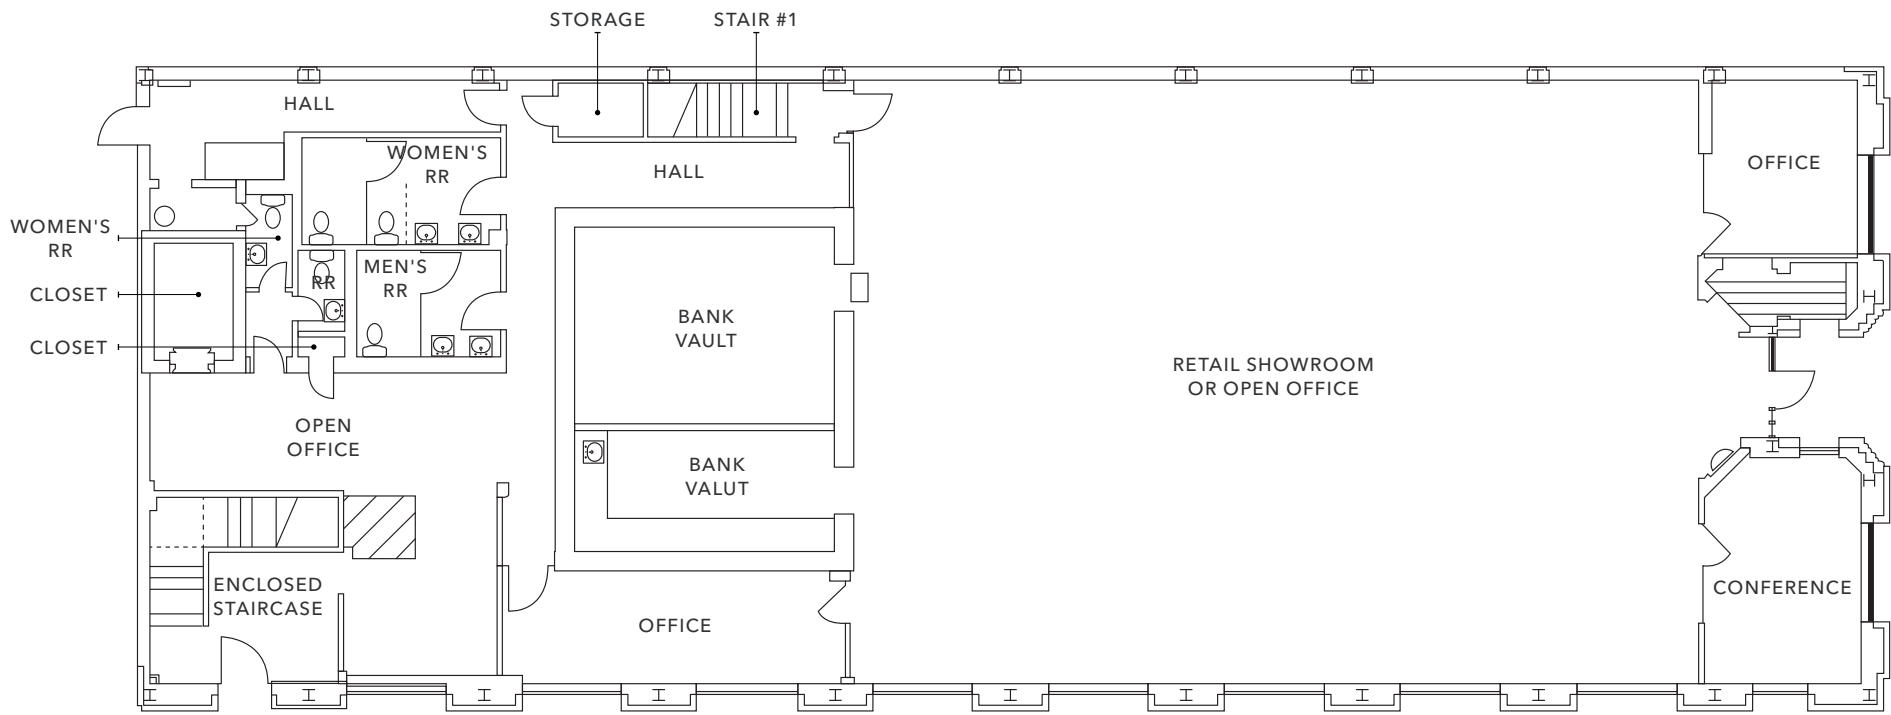 STORAGE
STAIR #1
HALL
WOMEN'S
RR
HALL
OFFICE
WOMEN'S
RR
MEN'S
RR
RR
CLOSET
BANK
VAULT
CLOSET
RETAIL SHOWROOM
OR OPEN OFFICE
OPEN
OFFICE
BANK
VALUT
ENCLOSED
STAIRCASE
CONFERENCE
OFFICE